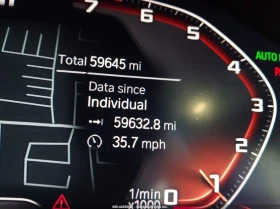 Total 59645 mi
Data since
Individual
59632.8 mi
35.7 mph
1/min
x1000
0
1
2
3
4
5
6
7
AUTO